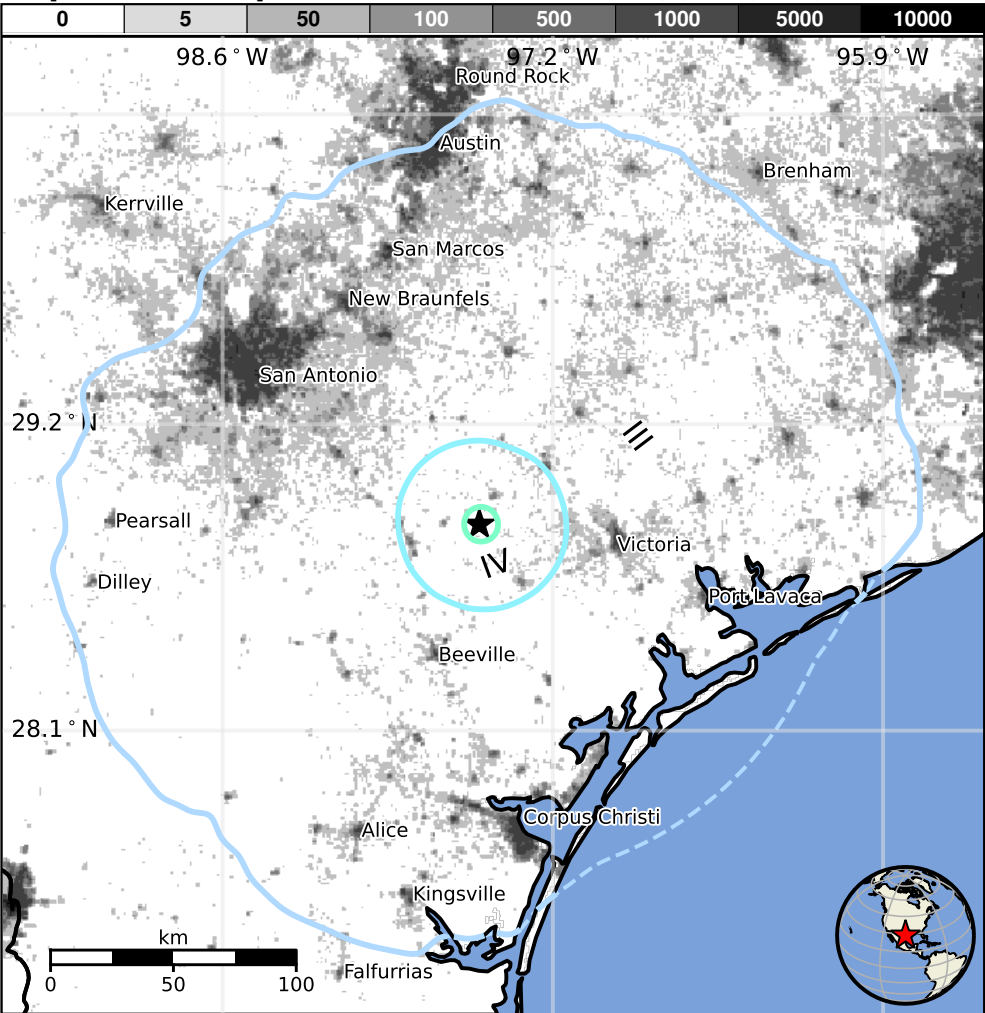 0 5 50 100 500 1000 5000 10000
98.6°W 97.2°W 95.9°W
Round Rock
Austin
Brenham
Kerrville
San Marcos
New Braunfels
San Antonio
29.2°N
III
Pearsall
Victoria
IV
Dilley
Port Lavaca
Beeville
28.1°N
Corpus Christi
Alice
Kingsville
km
Falfurrias
0 50 100